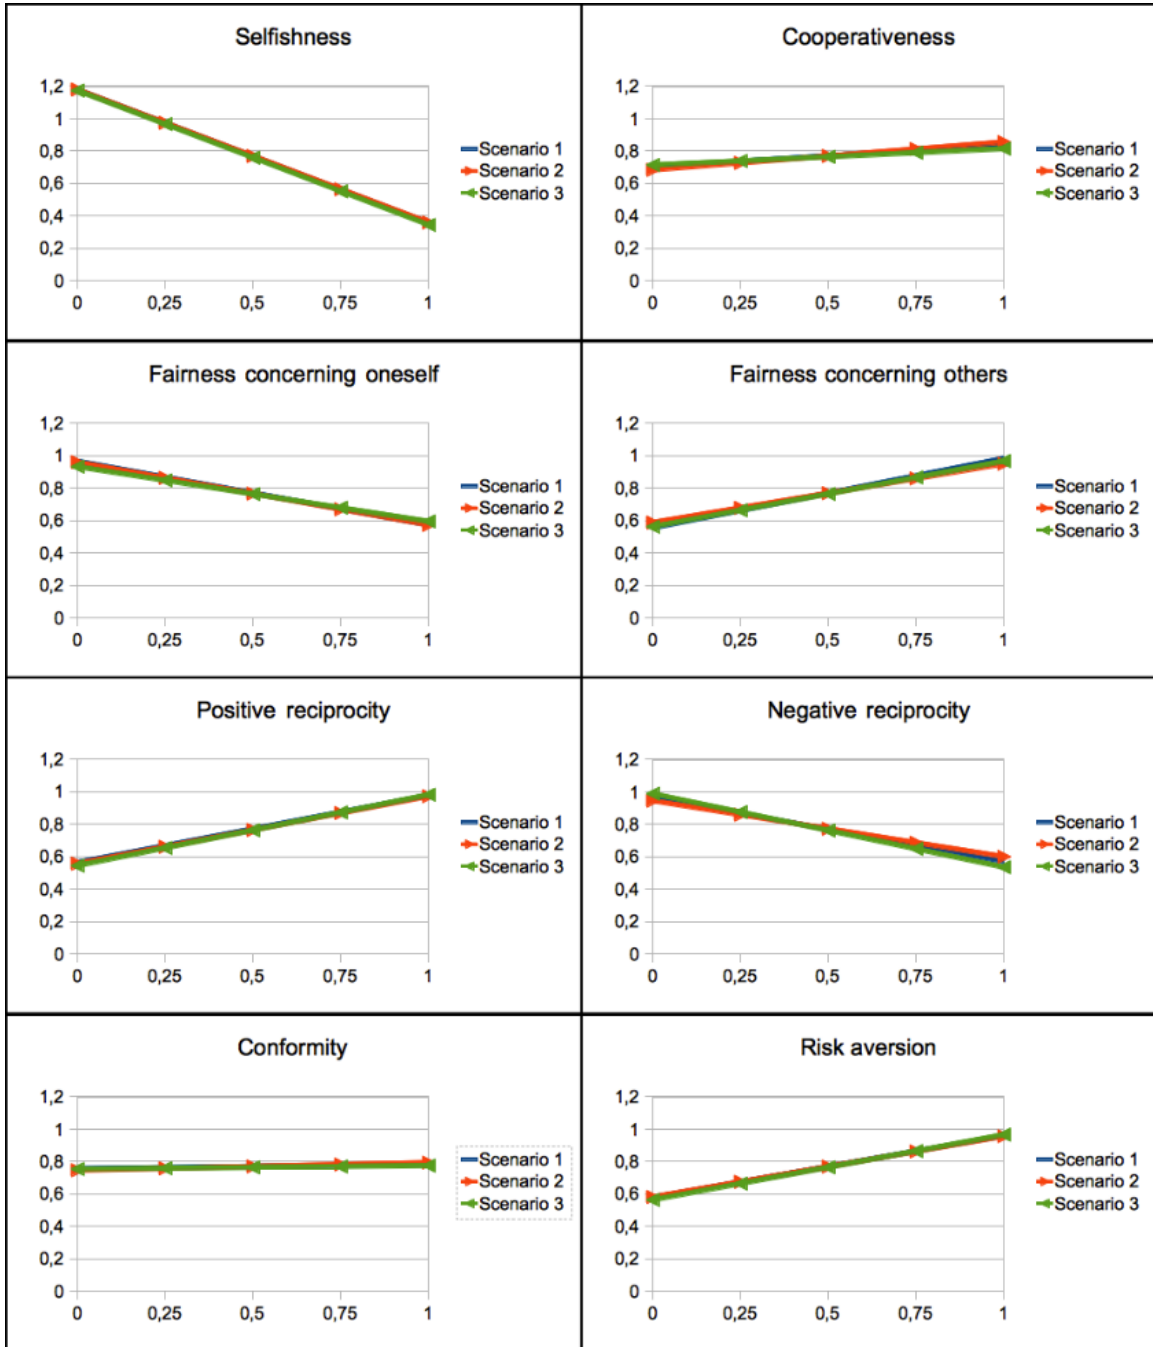 Selfishness
1,2
1
0,8
0,6
0,4
0,2
0
0 0,25 0,5 0,75 1
Scenario 1
Scenario 2
Scenario 3
Cooperativeness
1,2
1
0,8
0,6
0,4
0,2
0
0 0,25 0,5 0,75 1
Scenario 1
Scenario 2
Scenario 3
Fairness concerning oneself
1,2
1
0,8
0,6
0,4
0,2
0
0 0,25 0,5 0,75 1
Scenario 1
Scenario 2
Scenario 3
Fairness concerning others
1,2
1
0,8
0,6
0,4
0,2
0
0 0,25 0,5 0,75 1
Scenario 1
Scenario 2
Scenario 3
Positive reciprocity
1,2
1
0,8
0,6
0,4
0,2
0
0 0,25 0,5 0,75 1
Scenario 1
Scenario 2
Scenario 3
Negative reciprocity
1,2
1
0,8
0,6
0,4
0,2
0
0 0,25 0,5 0,75 1
Scenario 1
Scenario 2
Scenario 3
Conformity
1,2
1
0,8
0,6
0,4
0,2
0
0 0,25 0,5 0,75 1
Scenario 1
Scenario 2
Scenario 3
Risk aversion
1,2
1
0,8
0,6
0,4
0,2
0
0 0,25 0,5 0,75 1
Scenario 1
Scenario 2
Scenario 3